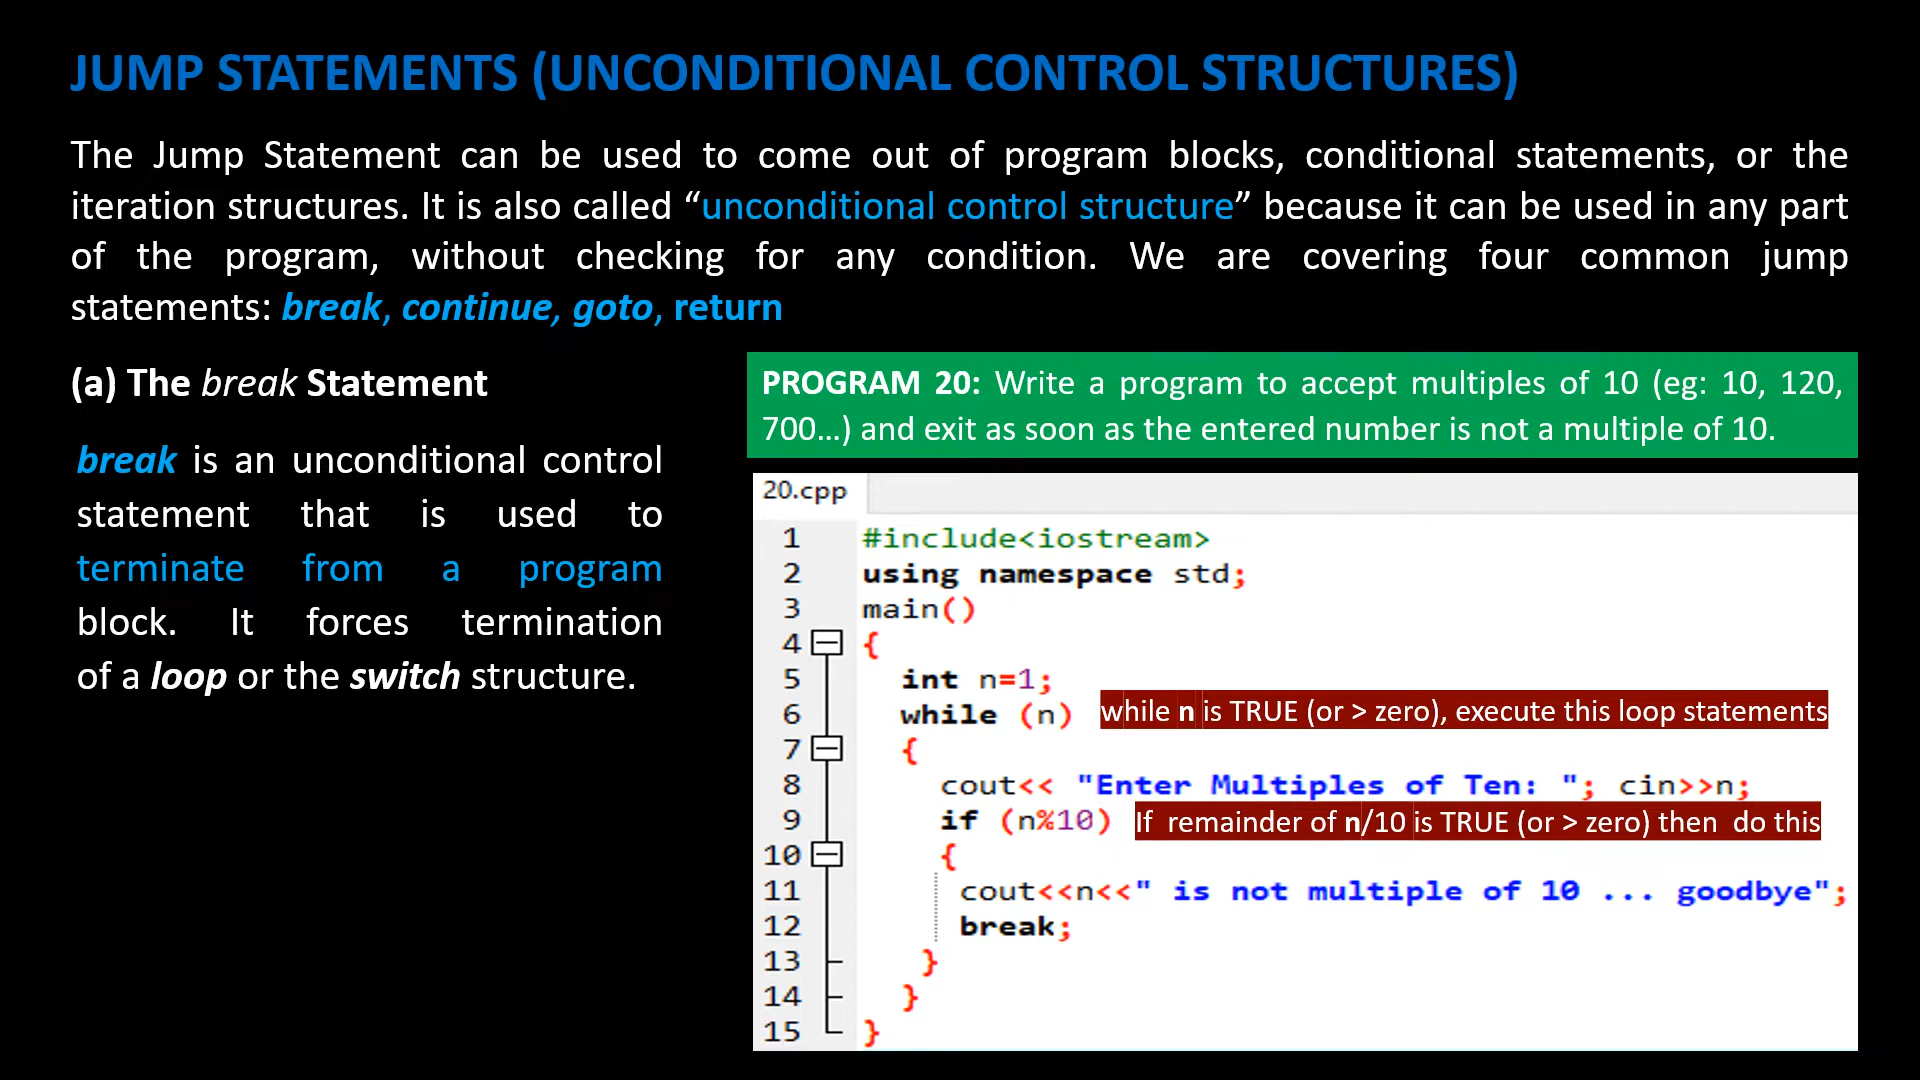 JUMP STATEMENTS (UNCONDITIONAL CONTROL STRUCTURES)
The Jump Statement can be used to come out of program blocks, conditional statements, or the
iteration structures. It is also called “unconditional control structure” because it can be used in any part
of the program, without checking for any condition. We are covering four common jump
statements: break, continue, goto, return
(a) The break Statement
break is an unconditional control
statement that is used to
terminate from a program
block. It forces termination
of a loop or the switch structure.
PROGRAM 20: Write a program to accept multiples of 10 (eg: 10, 120,
700...) and exit as soon as the entered number is not a multiple of 10.
20.cpp
1 #include<iostream>
2 using namespace std;
3 main()
4 {
5 int n=1;
6 while (n) while n is TRUE (or > zero), execute this loop statements
7 {
8 cout<< "Enter Multiples of Ten: "; cin>>n;
9 if (n%10) If remainder of n/10 is TRUE (or > zero) then do this
10 {
11 cout<<n<<" is not multiple of 10 ... goodbye";
12 break;
13 }
14 }
15 }